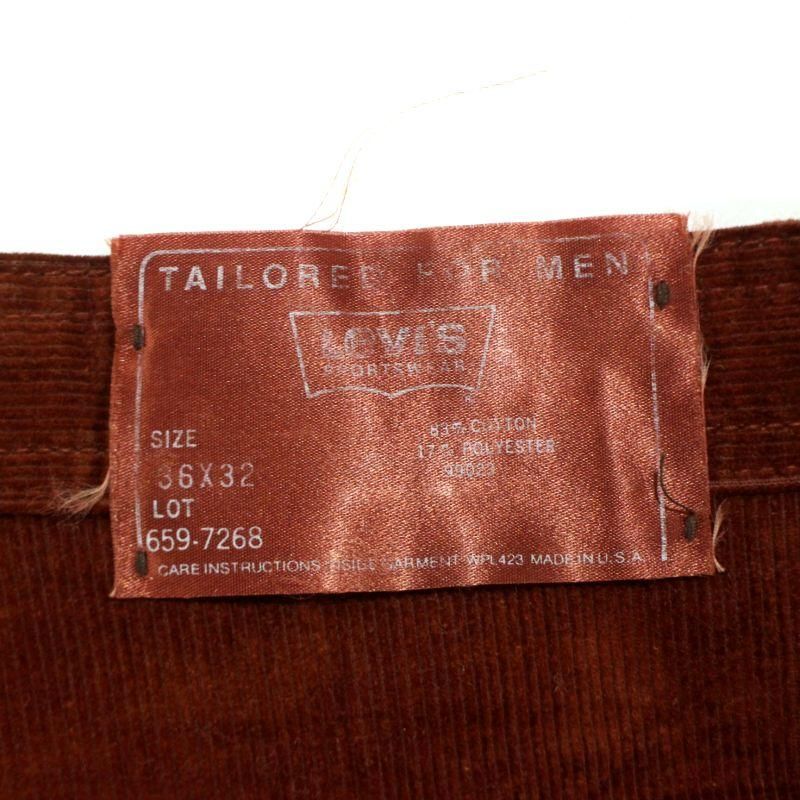 TAILORED FOR MEN
LEVI'S
SPORTSWEAR
83% COTTON
17% POLYESTER
SIZE
36X32
LOT
659-7268
CARE INSTRUCTIONS INSIDE GARMENT WPL423 MADE IN U.S.A.